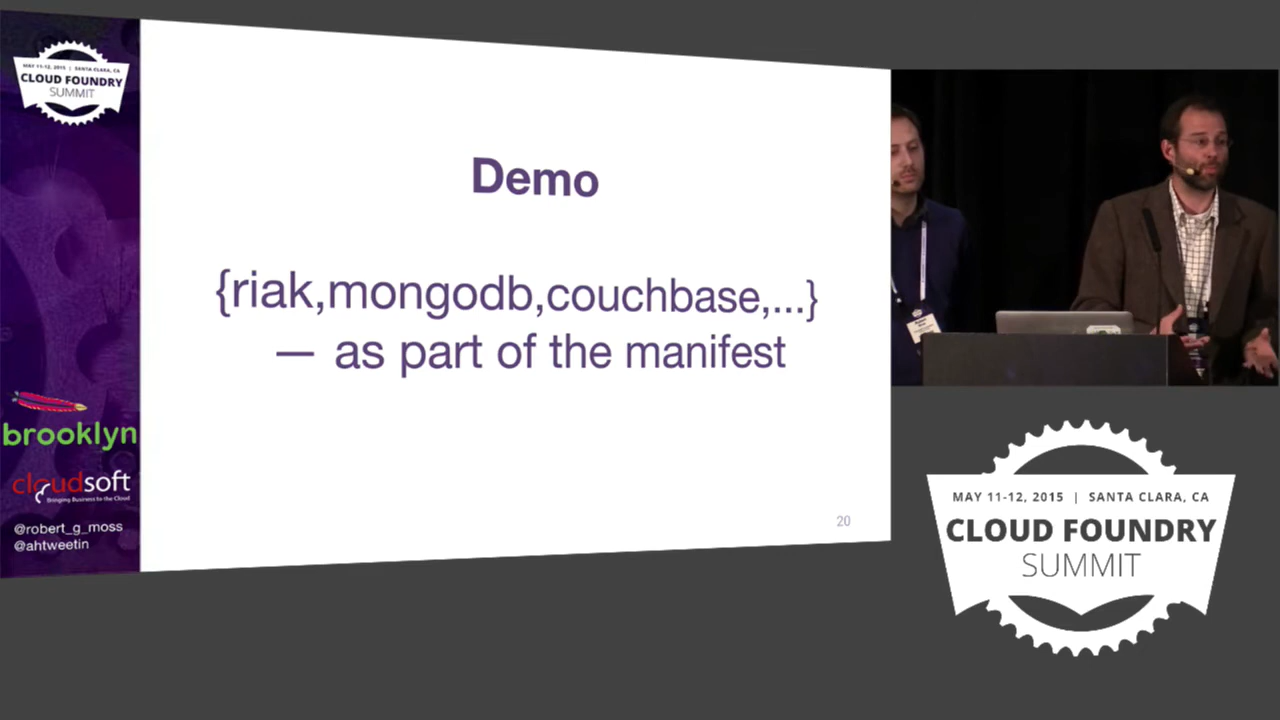 MAY 11-12, 2015 | SANTA CLARA, CA
CLOUD FOUNDRY
SUMMIT
brooklyn
cloudsoft
Bringing Business to the Cloud
@robert_g_moss
@ahtweetin
Demo
{riak,mongodb,couchbase,...}
— as part of the manifest
20
MAY 11-12, 2015 | SANTA CLARA, CA
CLOUD FOUNDRY
SUMMIT